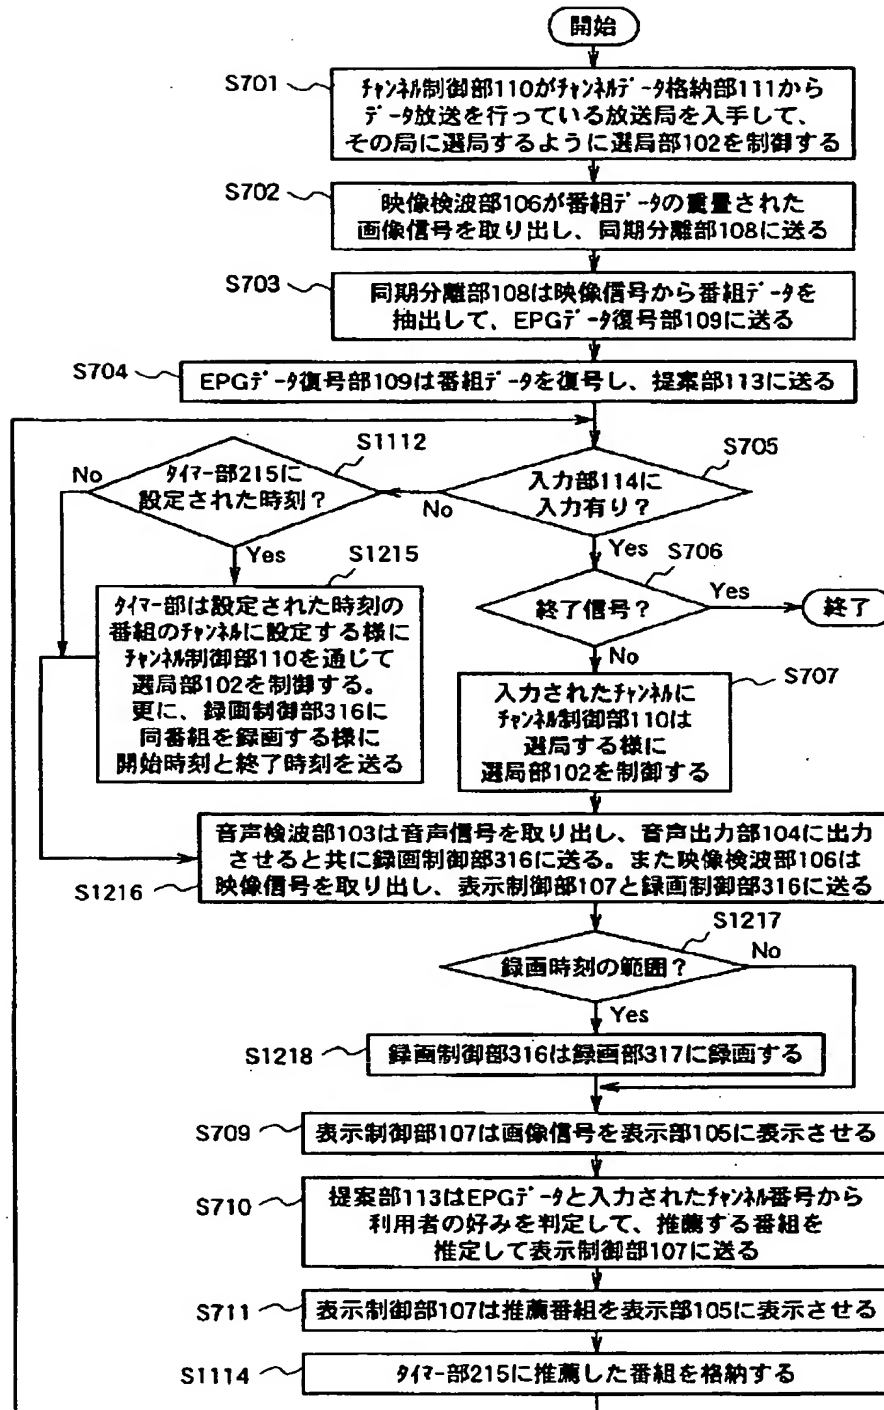 開始
S701
ﾁｬﾝﾈﾙ制御部110がﾁｬﾝﾈﾙﾃﾞｰﾀ格納部111から
ﾃﾞｰﾀ放送を行っている放送局を入手して、
その局に選局するように選局部102を制御する
S702
映像検波部106が番組ﾃﾞｰﾀの重畳された
画像信号を取り出し、同期分離部108に送る
S703
同期分離部108は映像信号から番組ﾃﾞｰﾀを
抽出して、EPGﾃﾞｰﾀ復号部109に送る
S704
EPGﾃﾞｰﾀ復号部109は番組ﾃﾞｰﾀを復号し、提案部113に送る
S1112
ﾀｲﾏｰ部215に
設定された時刻?
No
Yes
S705
入力部114に
入力有り?
No
Yes
S706
終了信号?
Yes
終了
No
S1215
ﾀｲﾏｰ部は設定された時刻の
番組のﾁｬﾝﾈﾙに設定する様に
ﾁｬﾝﾈﾙ制御部110を通じて
選局部102を制御する。
更に、録画制御部316に
同番組を録画する様に
開始時刻と終了時刻を送る
S707
入力されたﾁｬﾝﾈﾙに
ﾁｬﾝﾈﾙ制御部110は
選局する様に
選局部102を制御する
音声検波部103は音声信号を取り出し、音声出力部104に出力
させると共に録画制御部316に送る。また映像検波部106は
映像信号を取り出し、表示制御部107と録画制御部316に送る
S1216
S1217
録画時刻の範囲?
No
Yes
S1218
録画制御部316は録画部317に録画する
S709
表示制御部107は画像信号を表示部105に表示させる
S710
提案部113はEPGﾃﾞｰﾀと入力されたﾁｬﾝﾈﾙ番号から
利用者の好みを判定して、推薦する番組を
推定して表示制御部107に送る
S711
表示制御部107は推薦番組を表示部105に表示させる
S1114
ﾀｲﾏｰ部215に推薦した番組を格納する